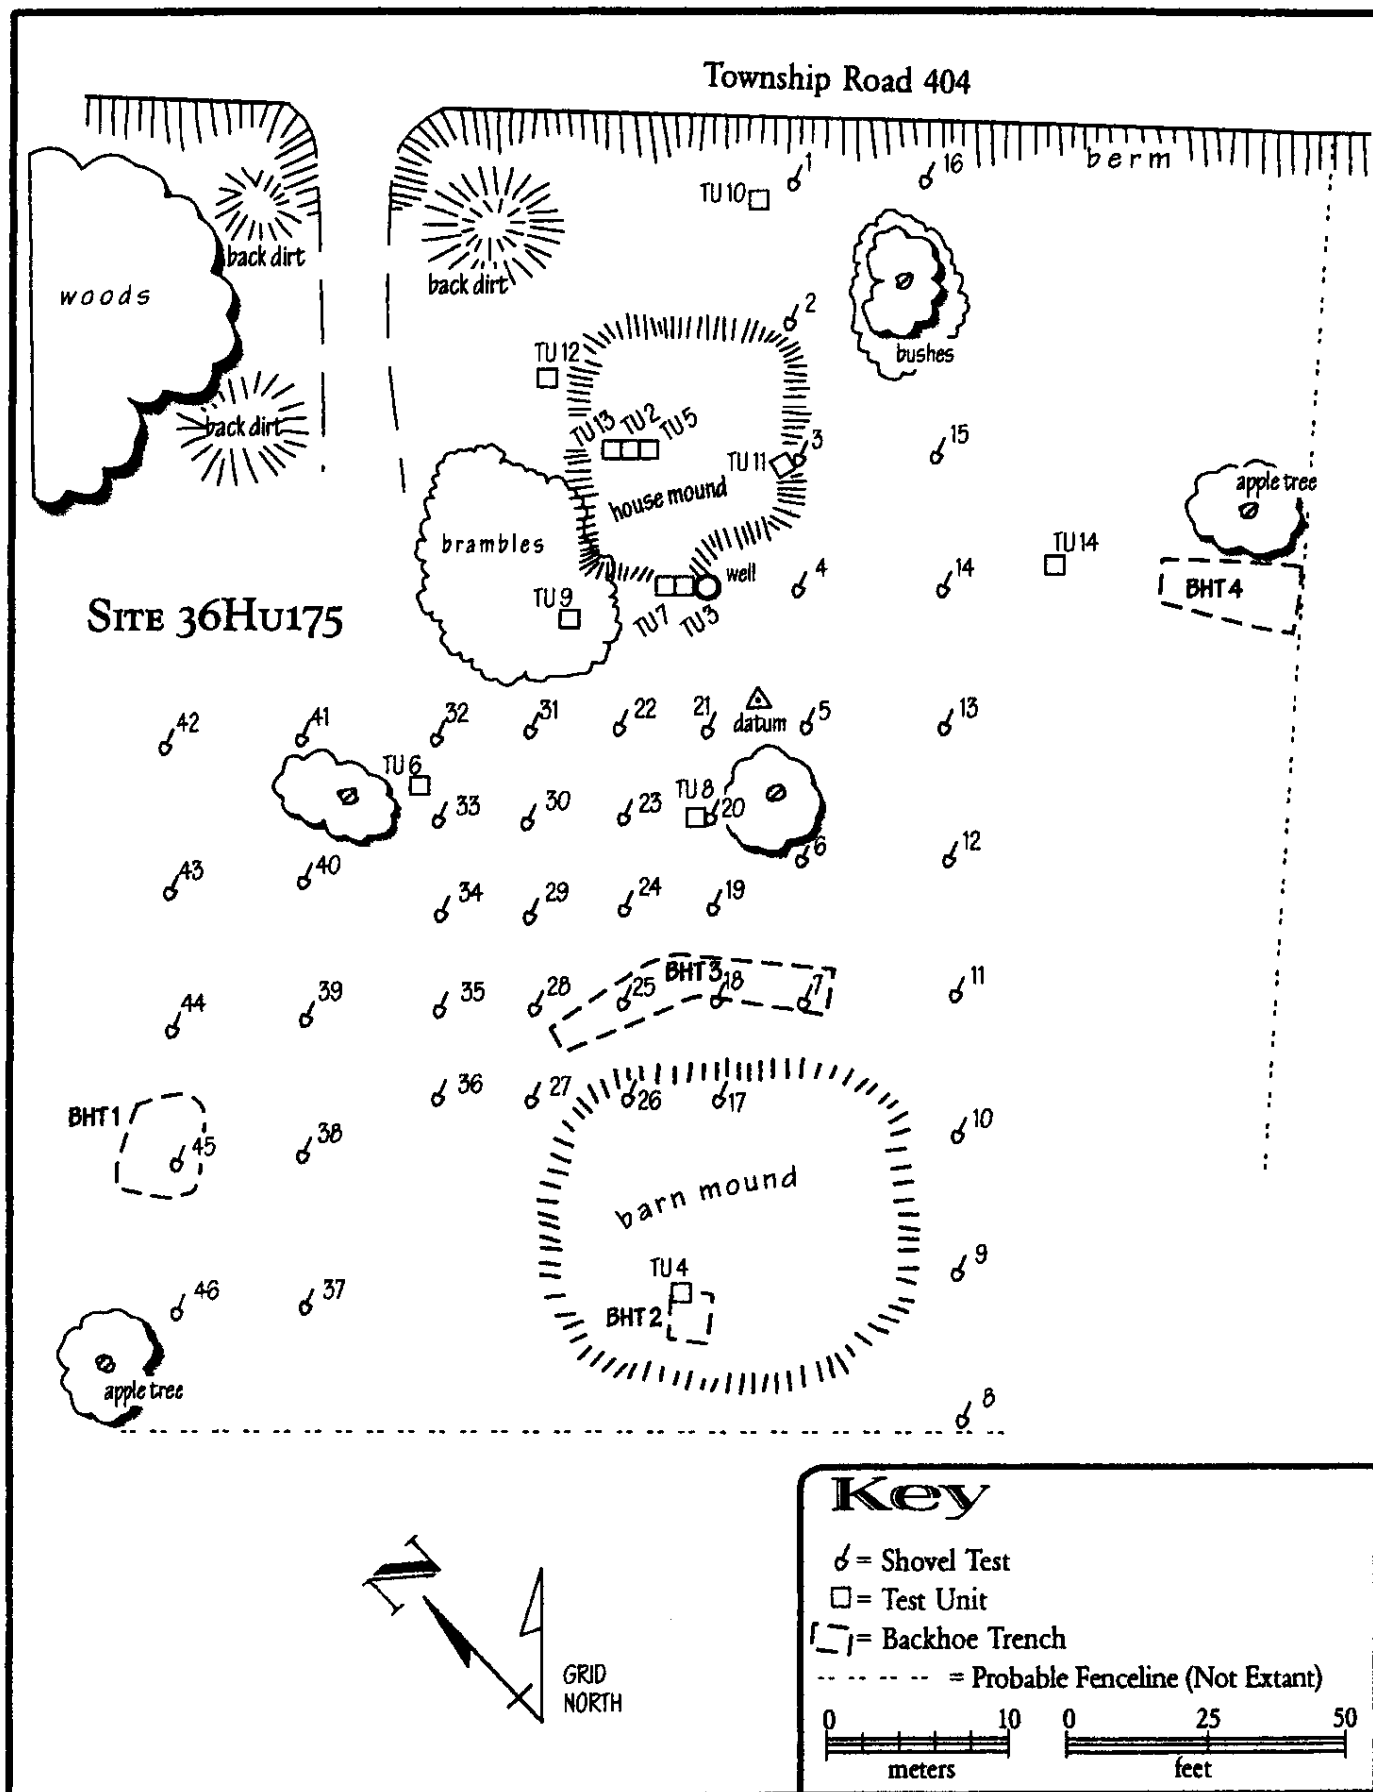 Township Road 404
berm
1
16
TU 10
back dirt
back dirt
woods
2
bushes
TU 12
back dirt
TU 13
TU 2
TU 5
TU 11
3
15
apple tree
house mound
brambles
well
4
14
TU 14
BHT 4
SITE 36HU175
TU 9
TU 7
TU 3
42
41
32
31
22
21
datum
5
13
TU 6
33
30
23
TU 8
20
6
12
43
40
34
29
24
19
BHT 3
44
39
35
28
25
18
7
11
36
27
26
17
10
BHT 1
45
38
barn mound
9
TU 4
BHT 2
46
37
apple tree
8
N
GRID
NORTH
Key
= Shovel Test
= Test Unit
= Backhoe Trench
= Probable Fenceline (Not Extant)
0 10 0 25 50
meters feet